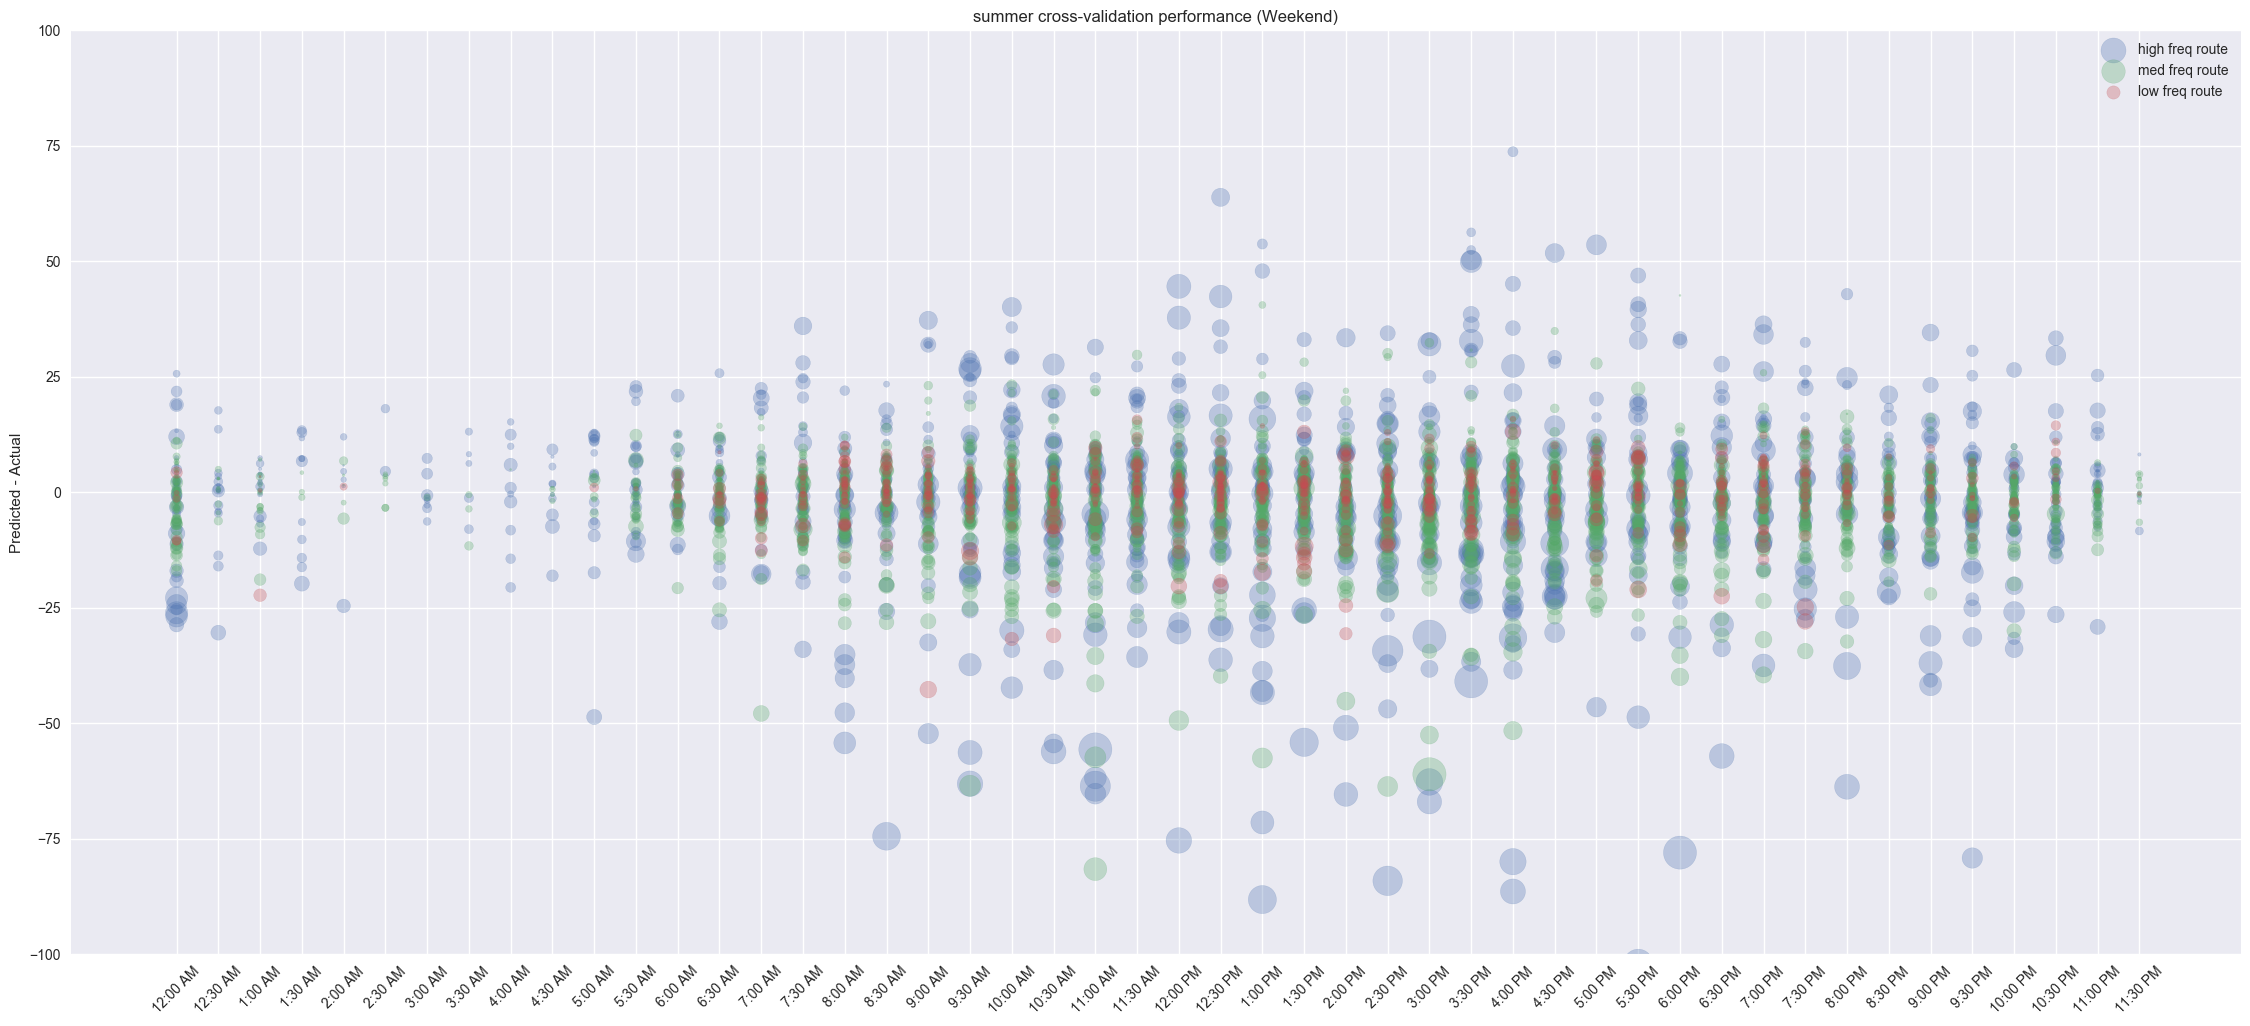 summer cross-validation performance (Weekend)
high freq route
med freq route
low freq route
Predicted - Actual
100
75
50
25
0
−25
−50
−75
−100
12:00 AM
12:30 AM
1:00 AM
1:30 AM
2:00 AM
2:30 AM
3:00 AM
3:30 AM
4:00 AM
4:30 AM
5:00 AM
5:30 AM
6:00 AM
6:30 AM
7:00 AM
7:30 AM
8:00 AM
8:30 AM
9:00 AM
9:30 AM
10:00 AM
10:30 AM
11:00 AM
11:30 AM
12:00 PM
12:30 PM
1:00 PM
1:30 PM
2:00 PM
2:30 PM
3:00 PM
3:30 PM
4:00 PM
4:30 PM
5:00 PM
5:30 PM
6:00 PM
6:30 PM
7:00 PM
7:30 PM
8:00 PM
8:30 PM
9:00 PM
9:30 PM
10:00 PM
10:30 PM
11:00 PM
11:30 PM